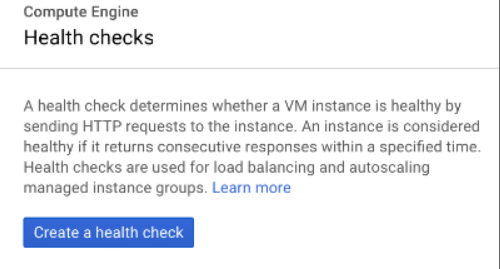 Compute Engine
Health checks
A health check determines whether a VM instance is healthy by
sending HTTP requests to the instance. An instance is considered
healthy if it returns consecutive responses within a specified time.
Health checks are used for load balancing and autoscaling
managed instance groups. Learn more
Create a health check